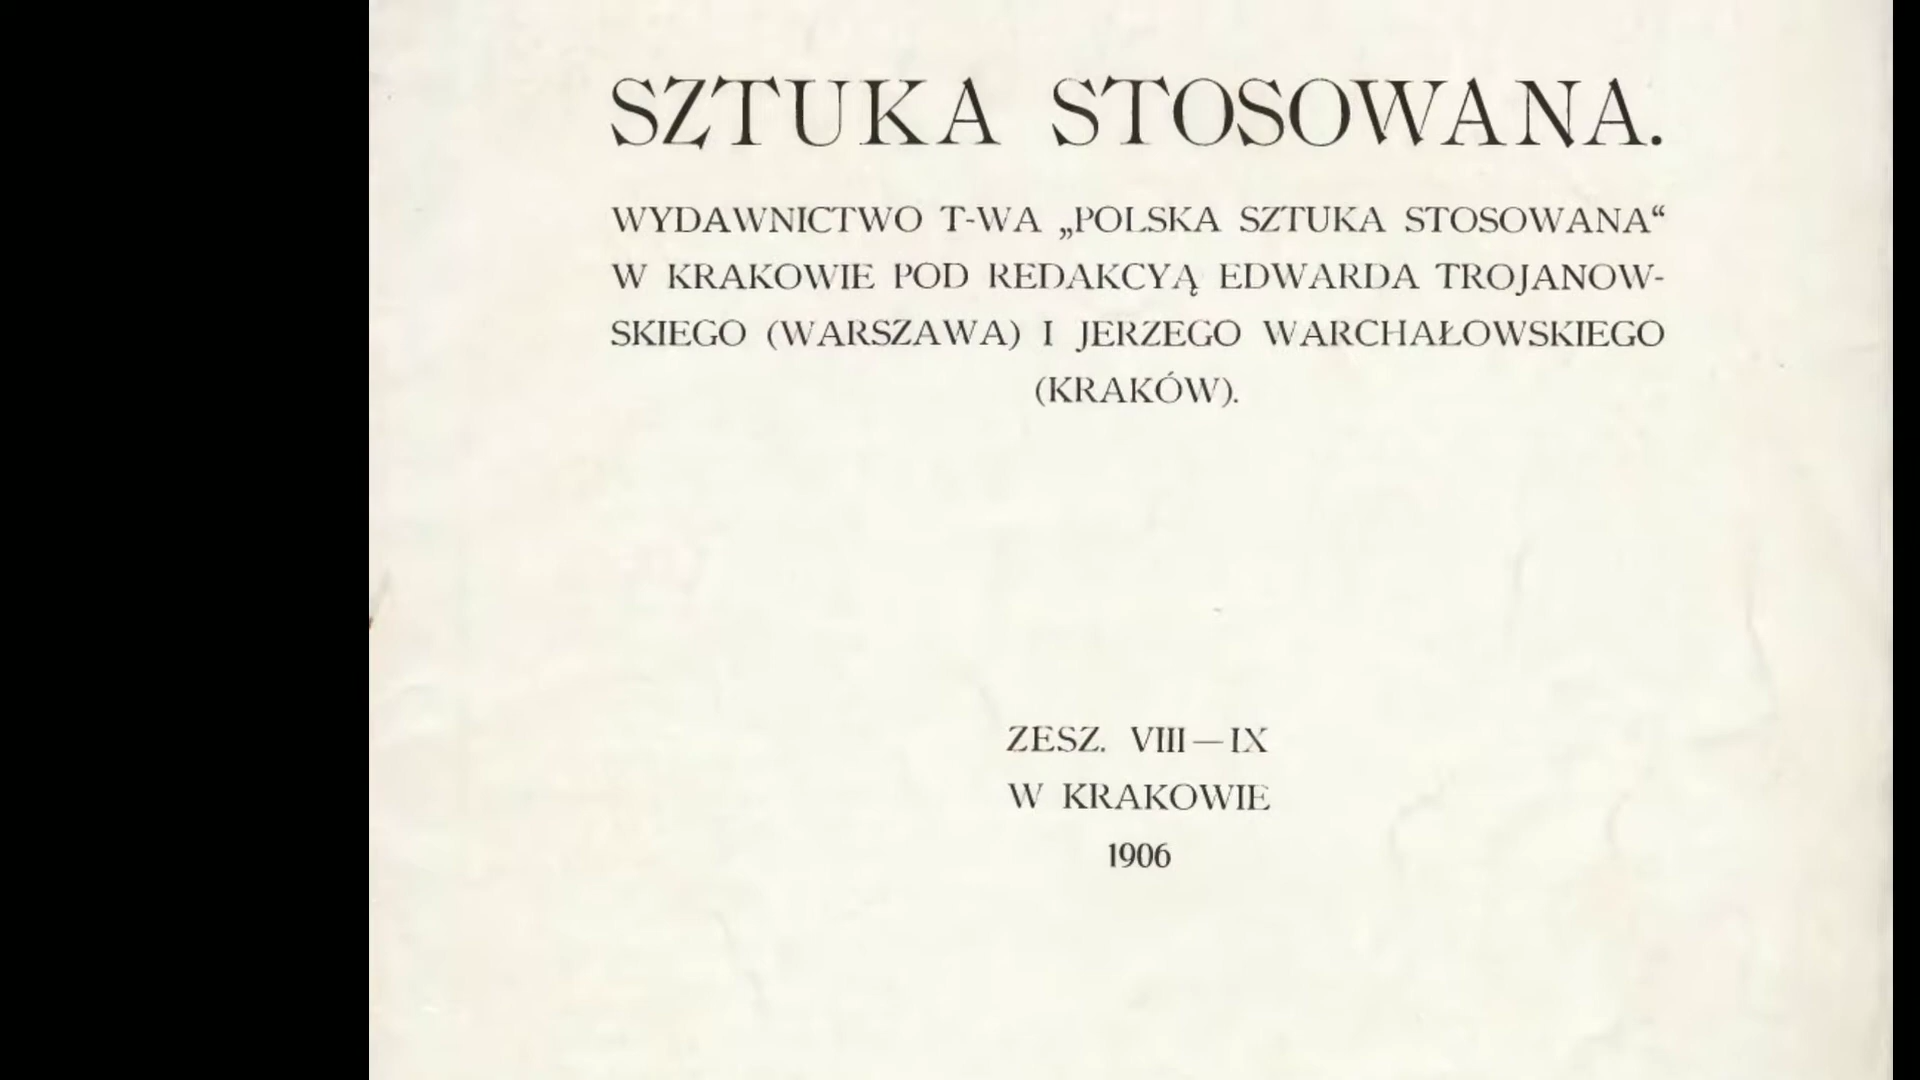 SZTUKA STOSOWANA.
WYDAWNICTWO T-WA „POLSKA SZTUKA STOSOWANA“
W KRAKOWIE POD REDAKCYĄ EDWARDA TROJANOW-
SKIEGO (WARSZAWA) I JERZEGO WARCHAŁOWSKIEGO
(KRAKÓW).
ZESZ. VIII — IX
W KRAKOWIE
1906